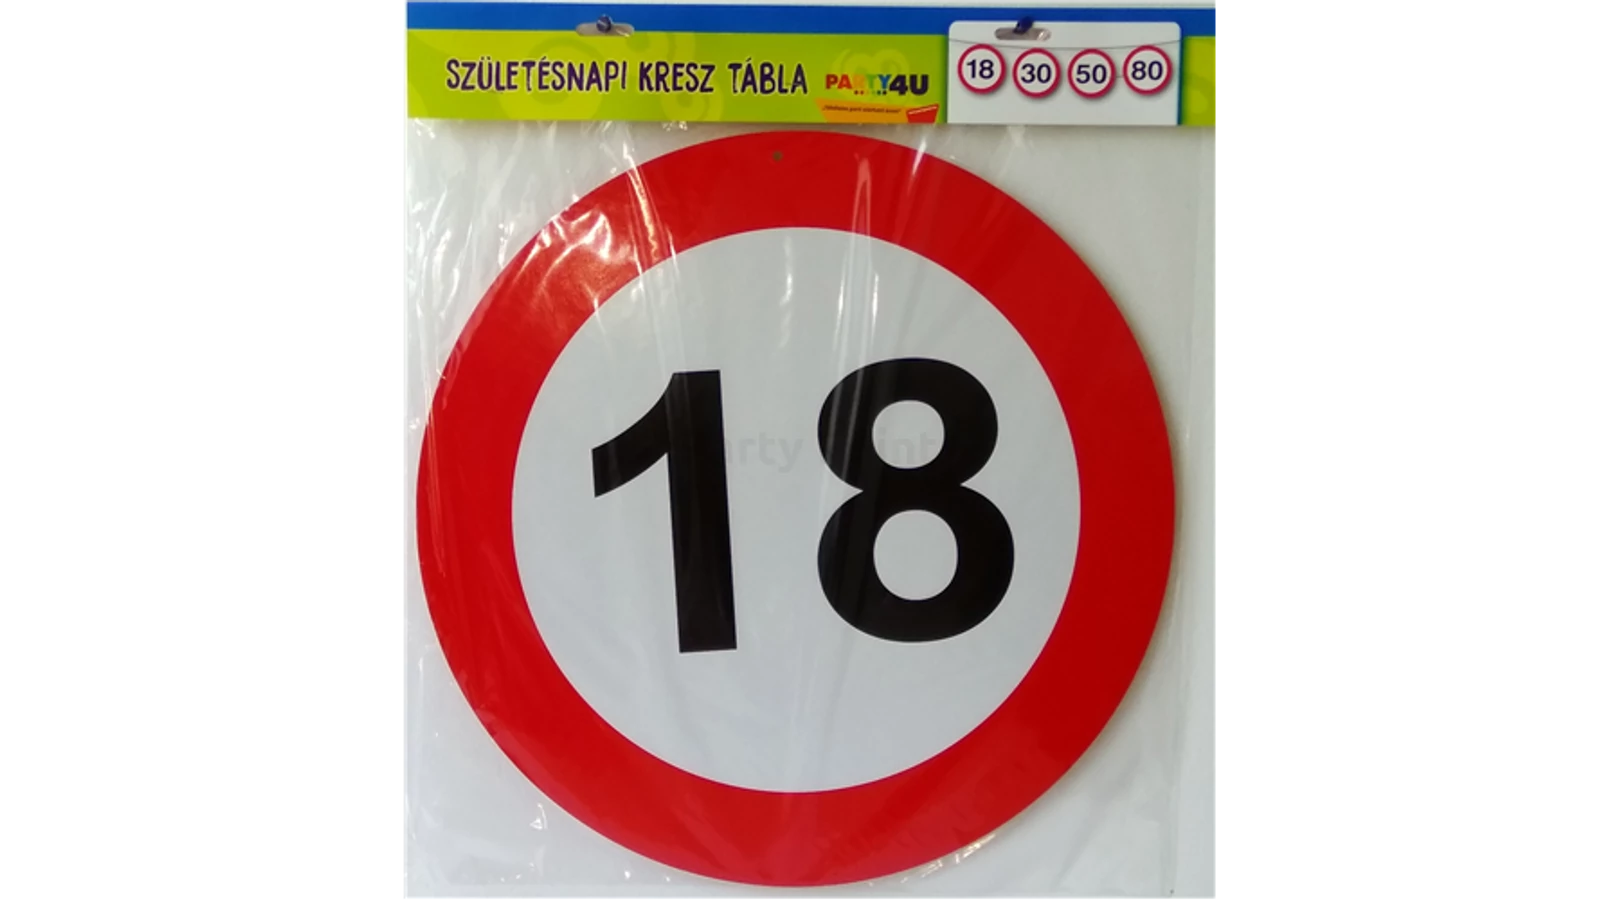 SZÜLETÉSNAPI KRESZ TÁBLA
PARTY4U
18 30 50 80
18